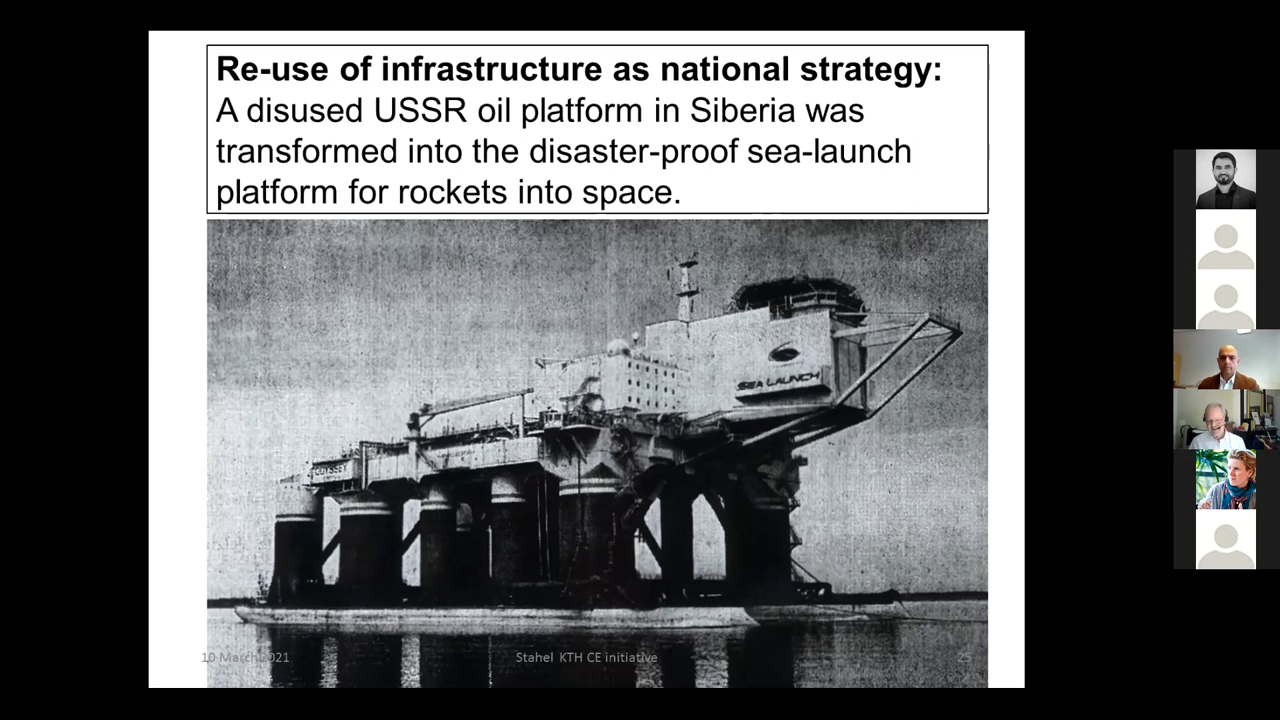 Re-use of infrastructure as national strategy:
A disused USSR oil platform in Siberia was
transformed into the disaster-proof sea-launch
platform for rockets into space.
SEA LAUNCH
ODYSSEY
10 March 2021
Stahel KTH CE initiative
25